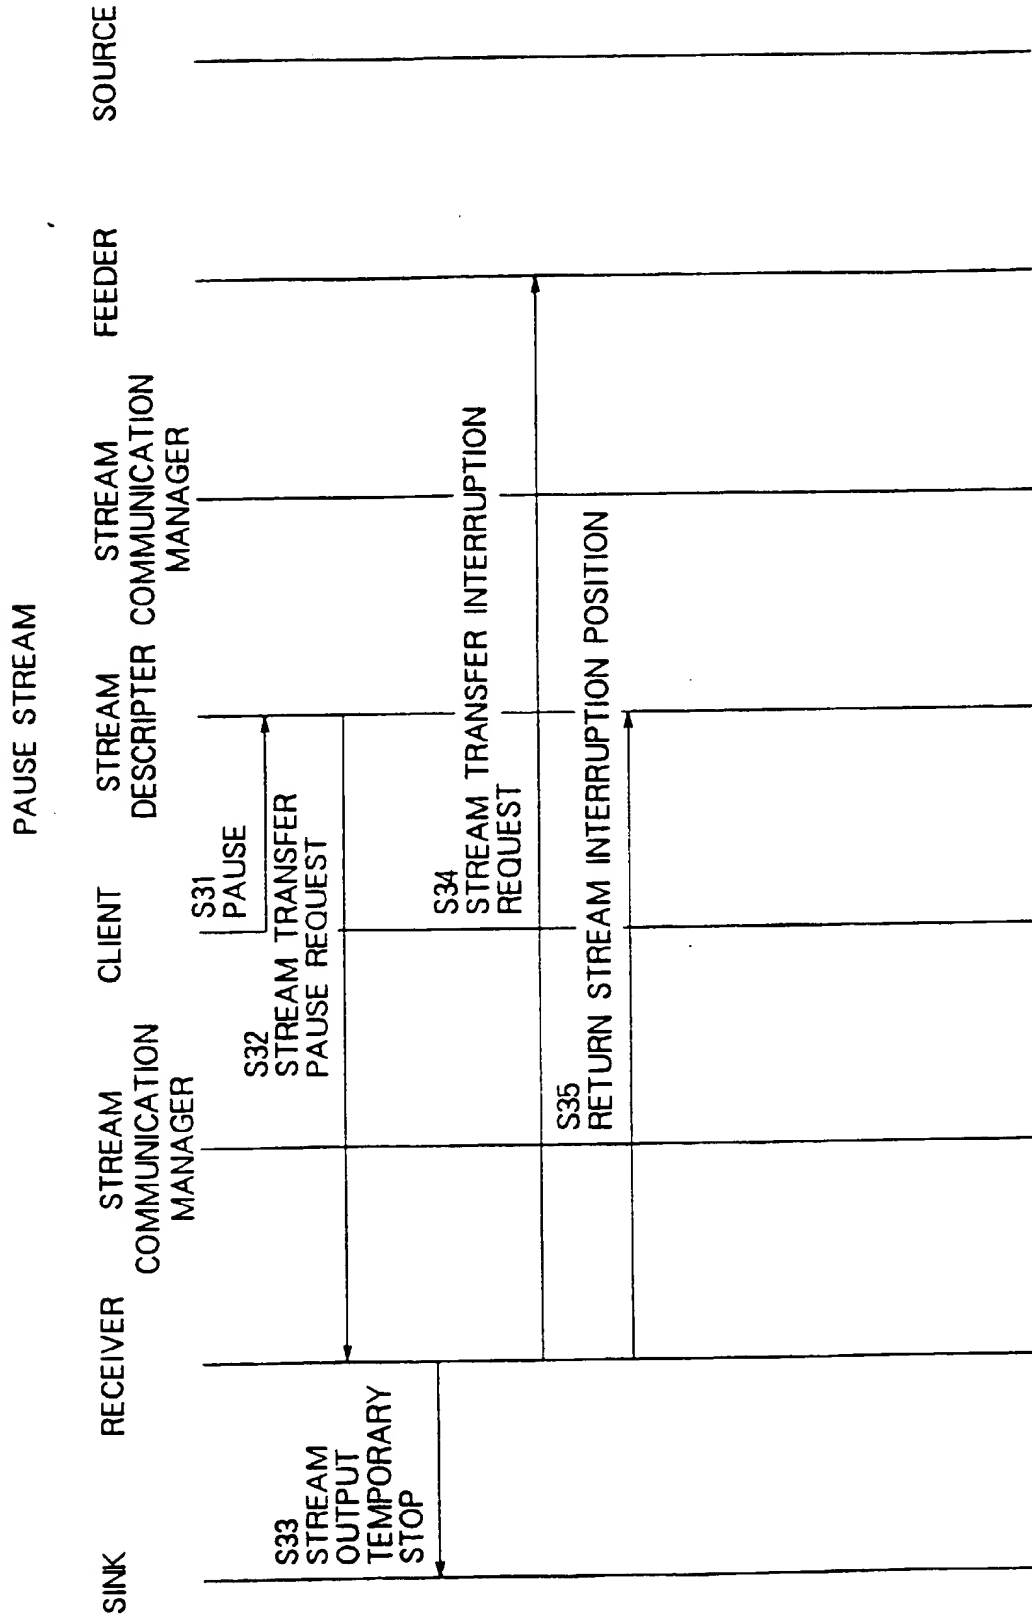 PAUSE STREAM
SINK
RECEIVER
STREAM
COMMUNICATION
MANAGER
CLIENT
STREAM
DESCRIPTER
STREAM
COMMUNICATION
MANAGER
FEEDER
SOURCE
S31
PAUSE
S32
STREAM TRANSFER
PAUSE REQUEST
S33
STREAM
OUTPUT
TEMPORARY
STOP
S34
STREAM TRANSFER INTERRUPTION
REQUEST
S35
RETURN STREAM INTERRUPTION POSITION